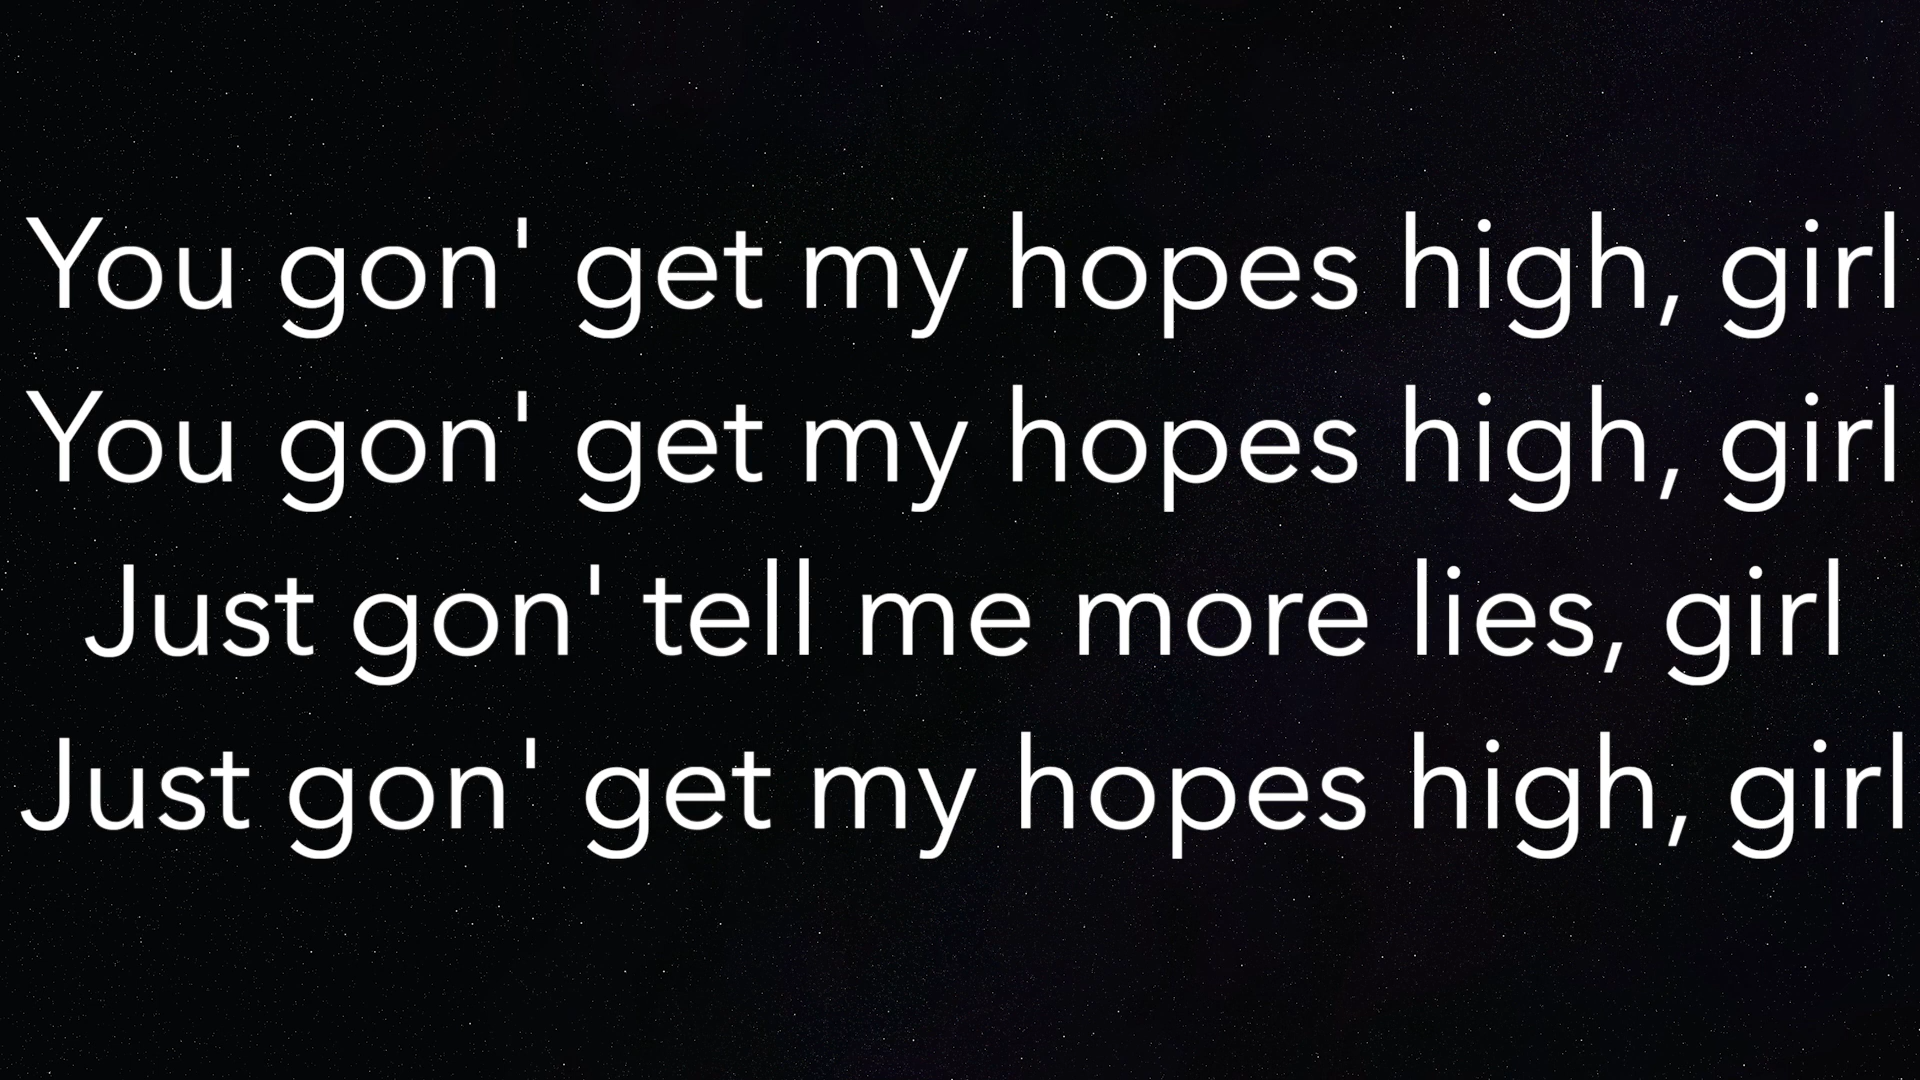 You gon' get my hopes high, girl
You gon' get my hopes high, girl
Just gon' tell me more lies, girl
Just gon' get my hopes high, girl